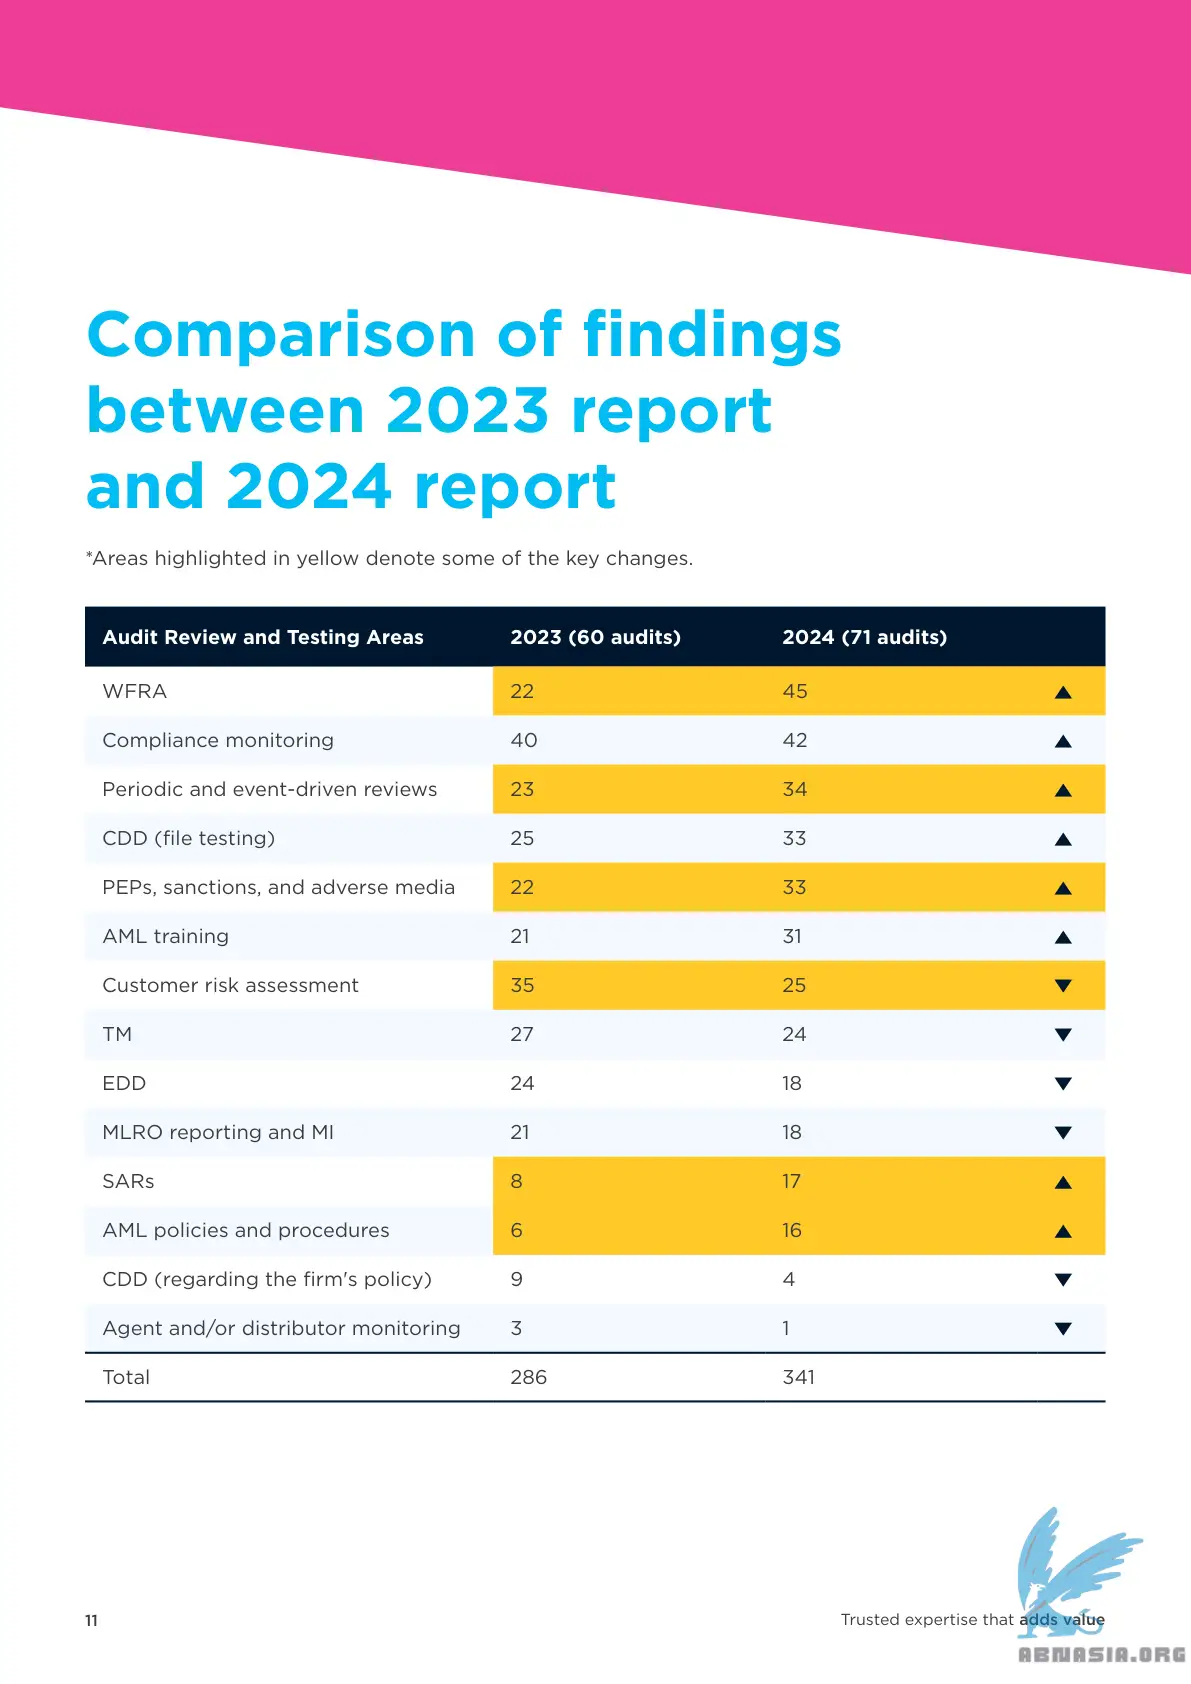 Comparison of findings
between 2023 report
and 2024 report
*Areas highlighted in yellow denote some of the key changes.
Audit Review and Testing Areas 2023 (60 audits) 2024 (71 audits)
WFRA 22 45 ▲
Compliance monitoring 40 42 ▲
Periodic and event-driven reviews 23 34 ▲
CDD (file testing) 25 33 ▲
PEPs, sanctions, and adverse media 22 33 ▲
AML training 21 31 ▲
Customer risk assessment 35 25 ▼
TM 27 24 ▼
EDD 24 18 ▼
MLRO reporting and MI 21 18 ▼
SARs 8 17 ▲
AML policies and procedures 6 16 ▲
CDD (regarding the firm's policy) 9 4 ▼
Agent and/or distributor monitoring 3 1 ▼
Total 286 341
11 Trusted expertise that adds value
ABNASIA.ORG